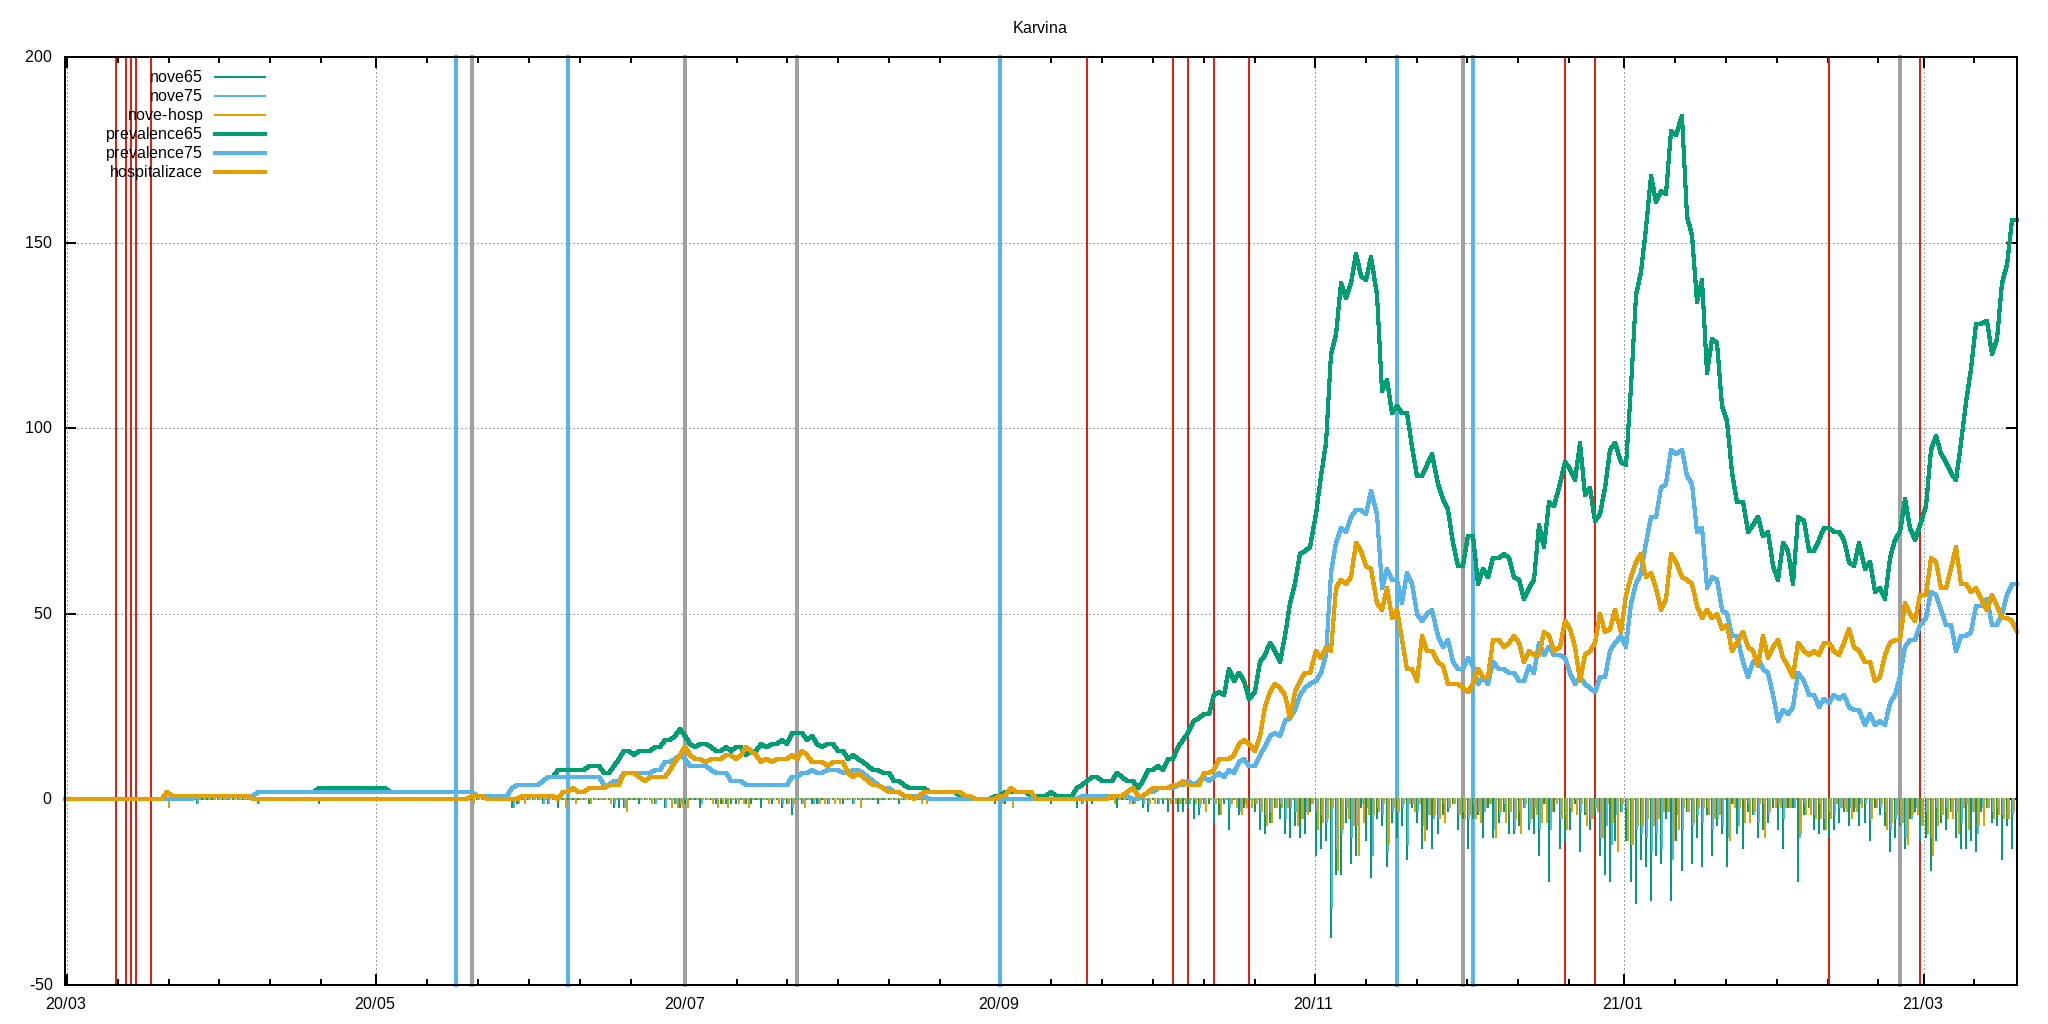 Karvina
200
nove65
nove75
nove-hosp
prevalence65
prevalence75
hospitalizace
150
100
50
0
-50
20/03 20/05 20/07 20/09 20/11 21/01 21/03